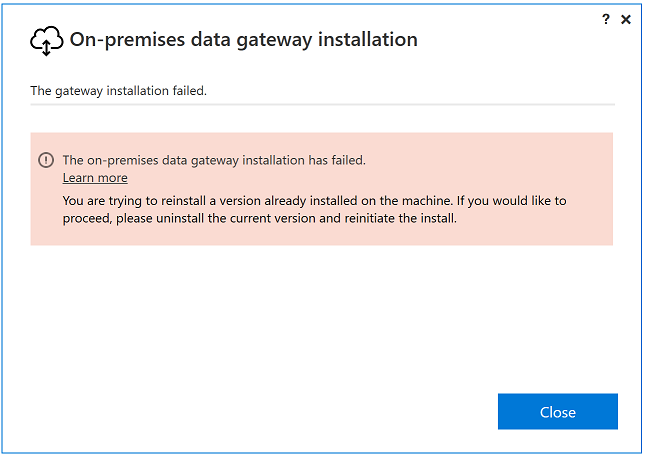 ? ×
On-premises data gateway installation
The gateway installation failed.
The on-premises data gateway installation has failed.
Learn more
You are trying to reinstall a version already installed on the machine. If you would like to
proceed, please uninstall the current version and reinitiate the install.
Close